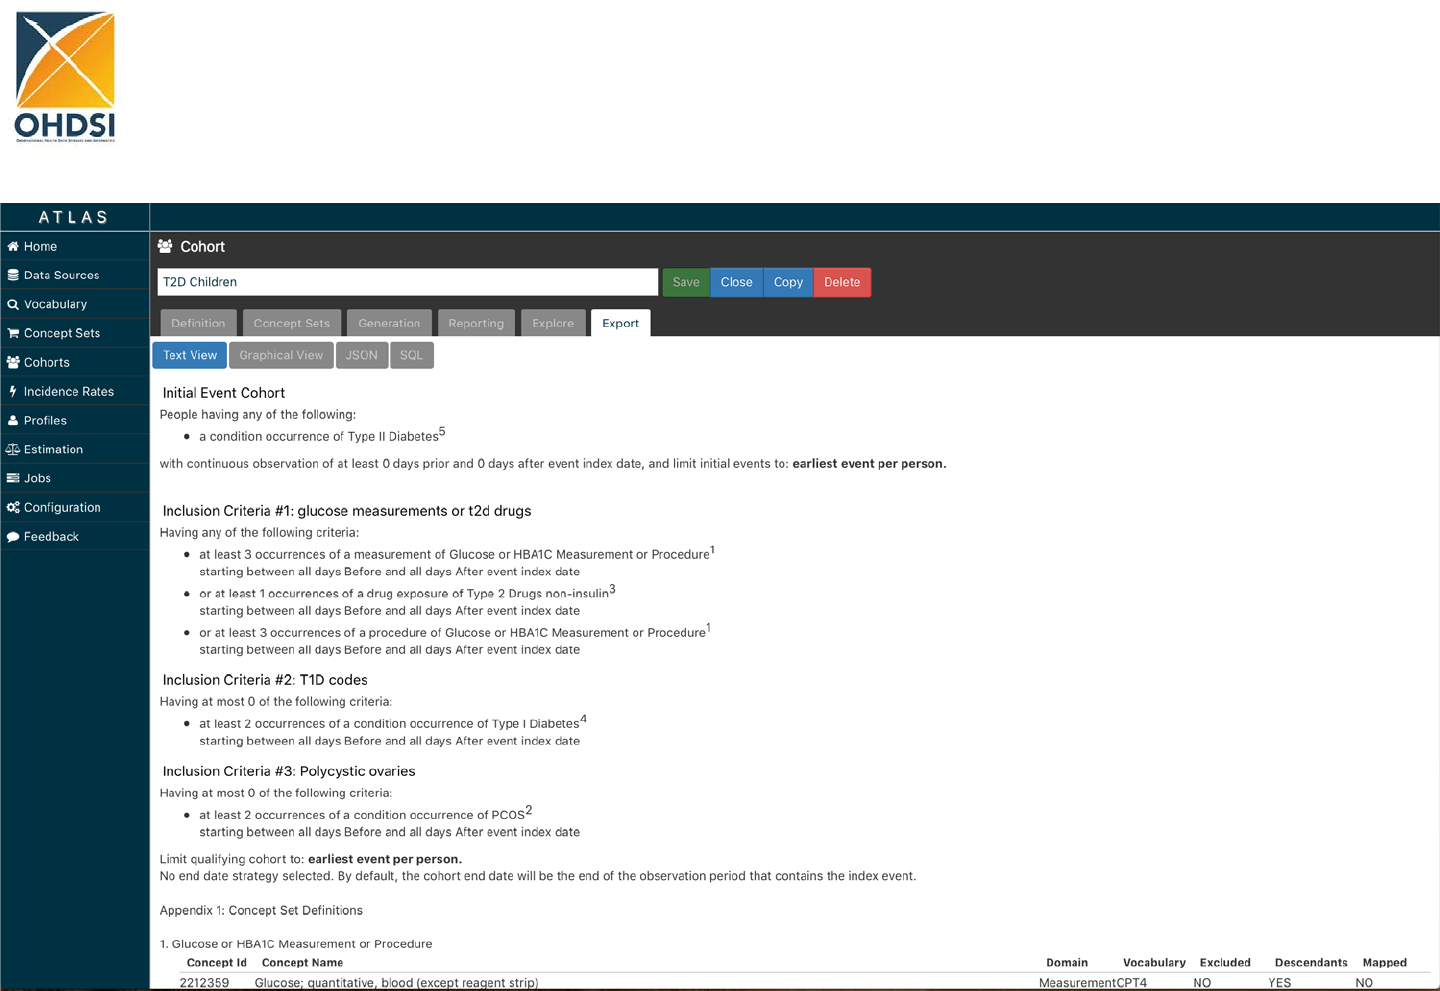 OHDSI
OBSERVATIONAL HEALTH DATA SCIENCES AND INFORMATICS
ATLAS
Home
Data Sources
Vocabulary
Concept Sets
Cohorts
Incidence Rates
Profiles
Estimation
Jobs
Configuration
Feedback
Cohort
T2D Children Save Close Copy Delete
Definition Concept Sets Generation Reporting Explore Export
Text View Graphical View JSON SQL
Initial Event Cohort
People having any of the following:
• a condition occurrence of Type II Diabetes5
with continuous observation of at least 0 days prior and 0 days after event index date, and limit initial events to: earliest event per person.
Inclusion Criteria #1: glucose measurements or t2d drugs
Having any of the following criteria:
• at least 3 occurrences of a measurement of Glucose or HBA1C Measurement or Procedure1
starting between all days Before and all days After event index date
• or at least 1 occurrences of a drug exposure of Type 2 Drugs non-insulin3
starting between all days Before and all days After event index date
• or at least 3 occurrences of a procedure of Glucose or HBA1C Measurement or Procedure1
starting between all days Before and all days After event index date
Inclusion Criteria #2: T1D codes
Having at most 0 of the following criteria:
• at least 2 occurrences of a condition occurrence of Type I Diabetes4
starting between all days Before and all days After event index date
Inclusion Criteria #3: Polycystic ovaries
Having at most 0 of the following criteria:
• at least 2 occurrences of a condition occurrence of PCOS2
starting between all days Before and all days After event index date
Limit qualifying cohort to: earliest event per person.
No end date strategy selected. By default, the cohort end date will be the end of the observation period that contains the index event.
Appendix 1: Concept Set Definitions
1. Glucose or HBA1C Measurement or Procedure
Concept Id Concept Name Domain Vocabulary Excluded Descendants Mapped
2212359 Glucose; quantitative, blood (except reagent strip) Measurement CPT4 NO YES NO